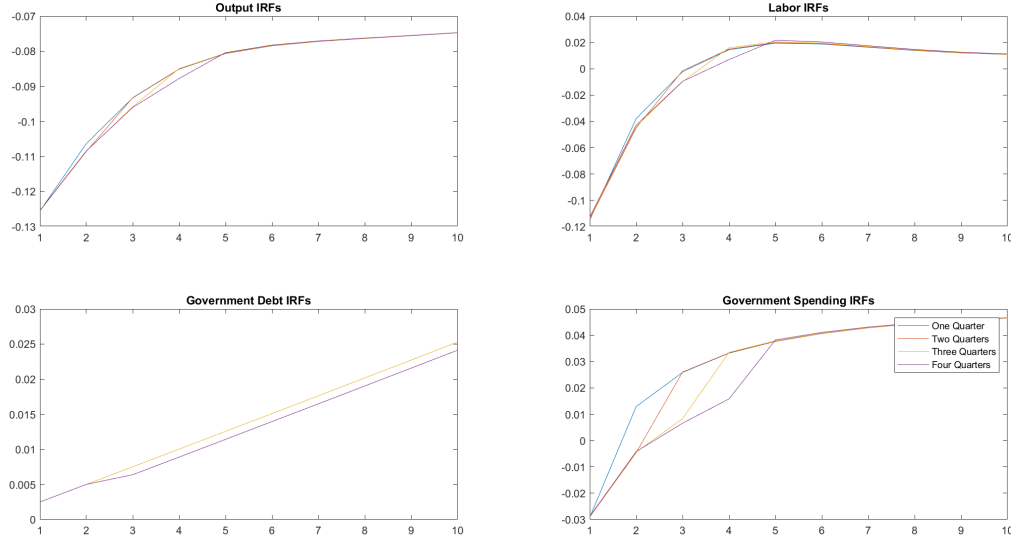 Output IRFs
-0.07
-0.08
-0.09
-0.1
-0.11
-0.12
-0.13
1 2 3 4 5 6 7 8 9 10
Labor IRFs
0.04
0.02
0
-0.02
-0.04
-0.06
-0.08
-0.1
-0.12
1 2 3 4 5 6 7 8 9 10
Government Debt IRFs
0.03
0.025
0.02
0.015
0.01
0.005
0
1 2 3 4 5 6 7 8 9 10
Government Spending IRFs
0.05
0.04
0.03
0.02
0.01
0
-0.01
-0.02
-0.03
1 2 3 4 5 6 7 8 9 10
One Quarter
Two Quarters
Three Quarters
Four Quarters